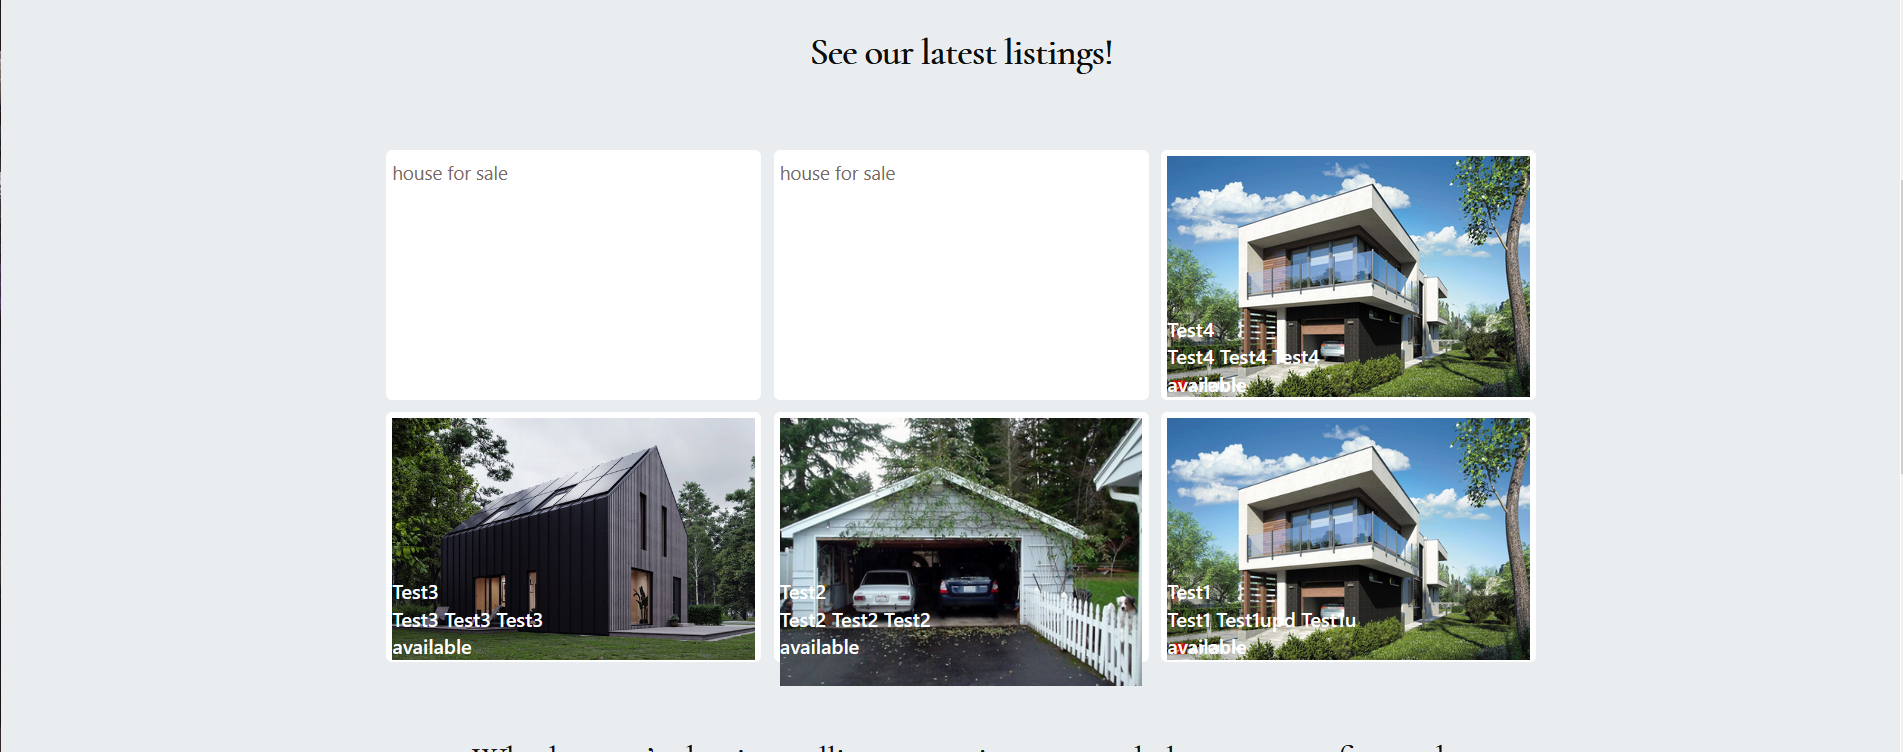 See our latest listings!
house for sale
house for sale
Test4
Test4 Test4 Test4
available
Test3
Test3 Test3 Test3
available
Test2
Test2 Test2 Test2
available
Test1
Test1 Test1upd Test1u
available